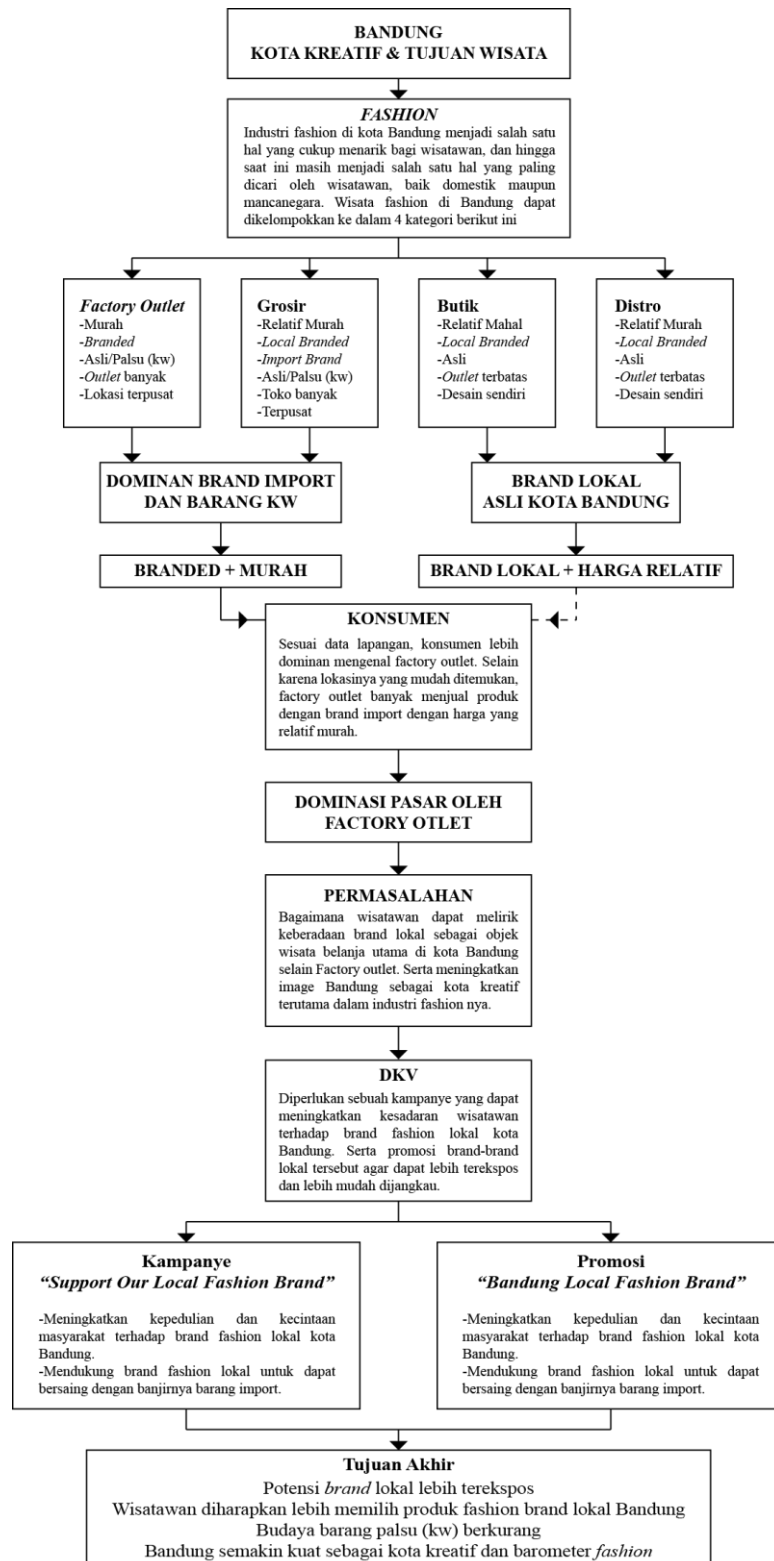 BANDUNG
KOTA KREATIF & TUJUAN WISATA
FASHION
Industri fashion di kota Bandung menjadi salah satu
hal yang cukup menarik bagi wisatawan, dan hingga
saat ini masih menjadi salah satu hal yang paling
dicari oleh wisatawan, baik domestik maupun
mancanegara. Wisata fashion di Bandung dapat
dikelompokkan ke dalam 4 kategori berikut ini
Factory Outlet
-Murah
-Branded
-Asli/Palsu (kw)
-Outlet banyak
-Lokasi terpusat
Grosir
-Relatif Murah
-Local Branded
-Import Brand
-Asli/Palsu (kw)
-Toko banyak
-Terpusat
Butik
-Relatif Mahal
-Local Branded
-Asli
-Outlet terbatas
-Desain sendiri
Distro
-Relatif Murah
-Local Branded
-Asli
-Outlet terbatas
-Desain sendiri
DOMINAN BRAND IMPORT
DAN BARANG KW
BRAND LOKAL
ASLI KOTA BANDUNG
BRANDED + MURAH
BRAND LOKAL + HARGA RELATIF
KONSUMEN
Sesuai data lapangan, konsumen lebih
dominan mengenal factory outlet. Selain
karena lokasinya yang mudah ditemukan,
factory outlet banyak menjual produk
dengan brand import dengan harga yang
relatif murah.
DOMINASI PASAR OLEH
FACTORY OTLET
PERMASALAHAN
Bagaimana wisatawan dapat melirik
keberadaan brand lokal sebagai objek
wisata belanja utama di kota Bandung
selain Factory outlet. Serta meningkatkan
image Bandung sebagai kota kreatif
terutama dalam industri fashion nya.
DKV
Diperlukan sebuah kampanye yang dapat
meningkatkan kesadaran wisatawan
terhadap brand fashion lokal kota
Bandung. Serta promosi brand-brand
lokal tersebut agar dapat lebih terekspos
dan lebih mudah dijangkau.
Kampanye
“Support Our Local Fashion Brand”
-Meningkatkan kepedulian dan kecintaan
masyarakat terhadap brand fashion lokal kota
Bandung.
-Mendukung brand fashion lokal untuk dapat
bersaing dengan banjirnya barang import.
Promosi
“Bandung Local Fashion Brand”
-Meningkatkan kepedulian dan kecintaan
masyarakat terhadap brand fashion lokal kota
Bandung.
-Mendukung brand fashion lokal untuk dapat
bersaing dengan banjirnya barang import.
Tujuan Akhir
Potensi brand lokal lebih terekspos
Wisatawan diharapkan lebih memilih produk fashion brand lokal Bandung
Budaya barang palsu (kw) berkurang
Bandung semakin kuat sebagai kota kreatif dan barometer fashion